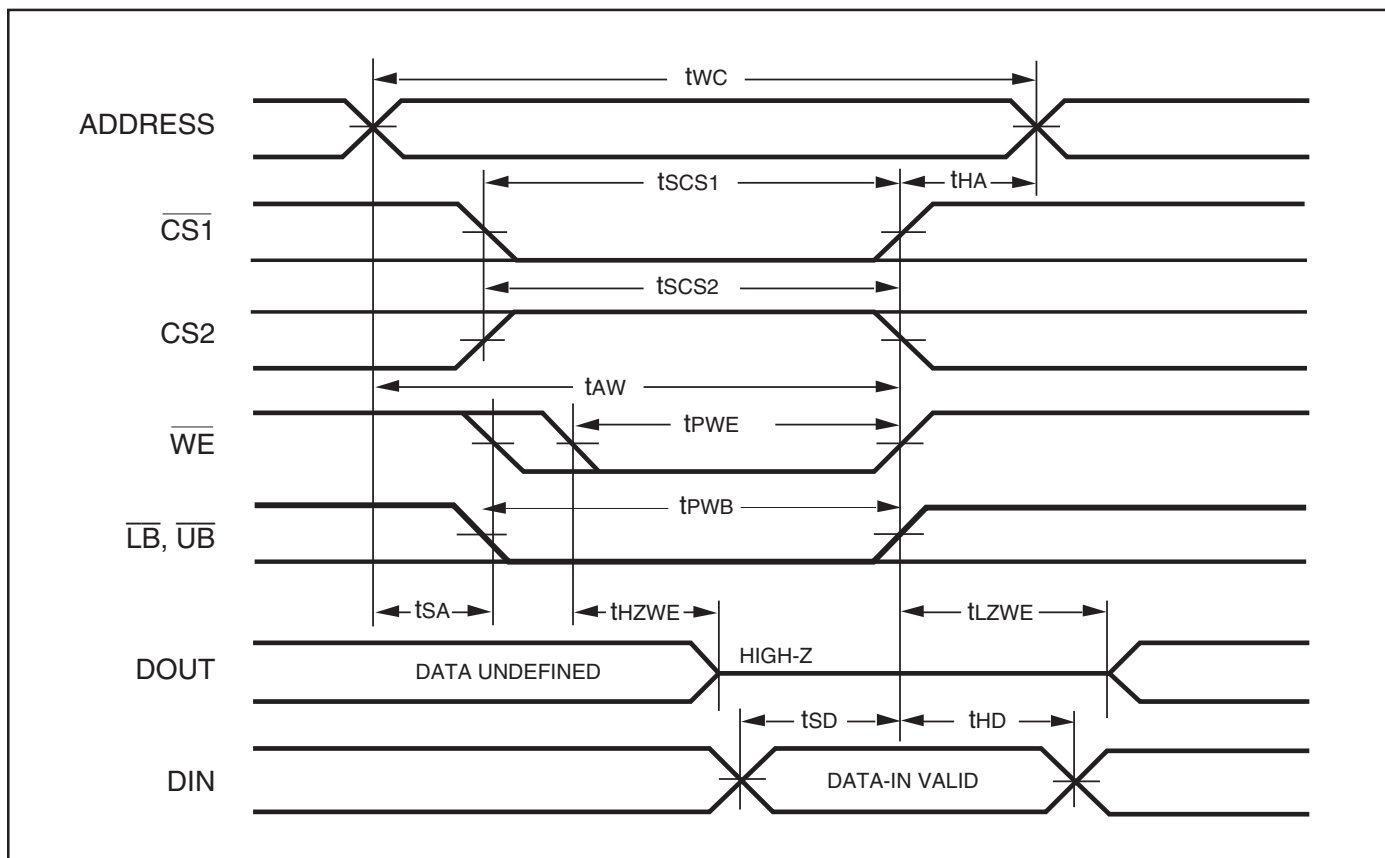 tWC
ADDRESS
tSCS1
tHA
CS1
tSCS2
CS2
tAW
WE
tPWE
tPWB
LB, UB
tSA
tHZWE
tLZWE
DOUT
DATA UNDEFINED
HIGH-Z
tSD
tHD
DIN
DATA-IN VALID